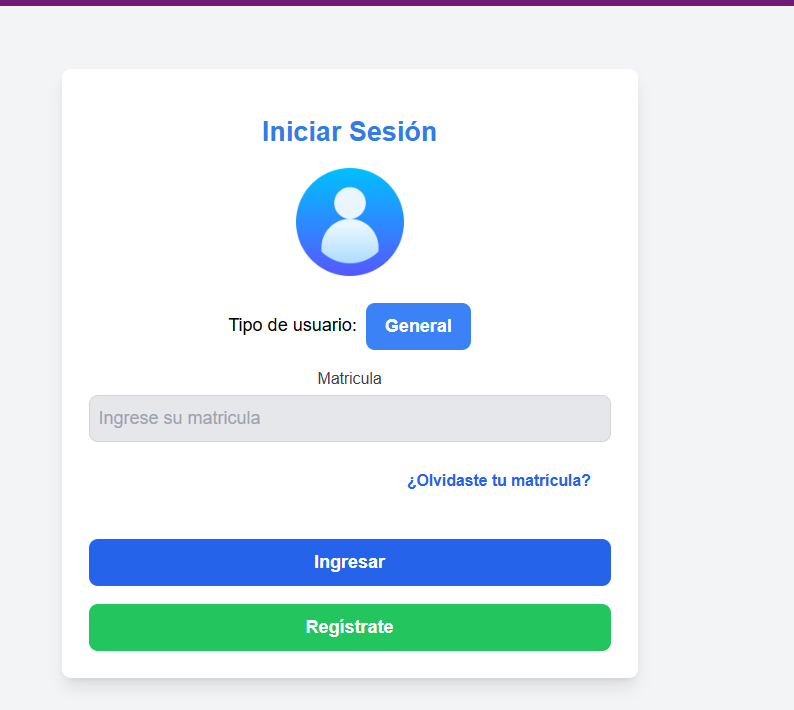 Iniciar Sesión
Tipo de usuario: General
Matricula
Ingrese su matricula
¿Olvidaste tu matrícula?
Ingresar
Regístrate